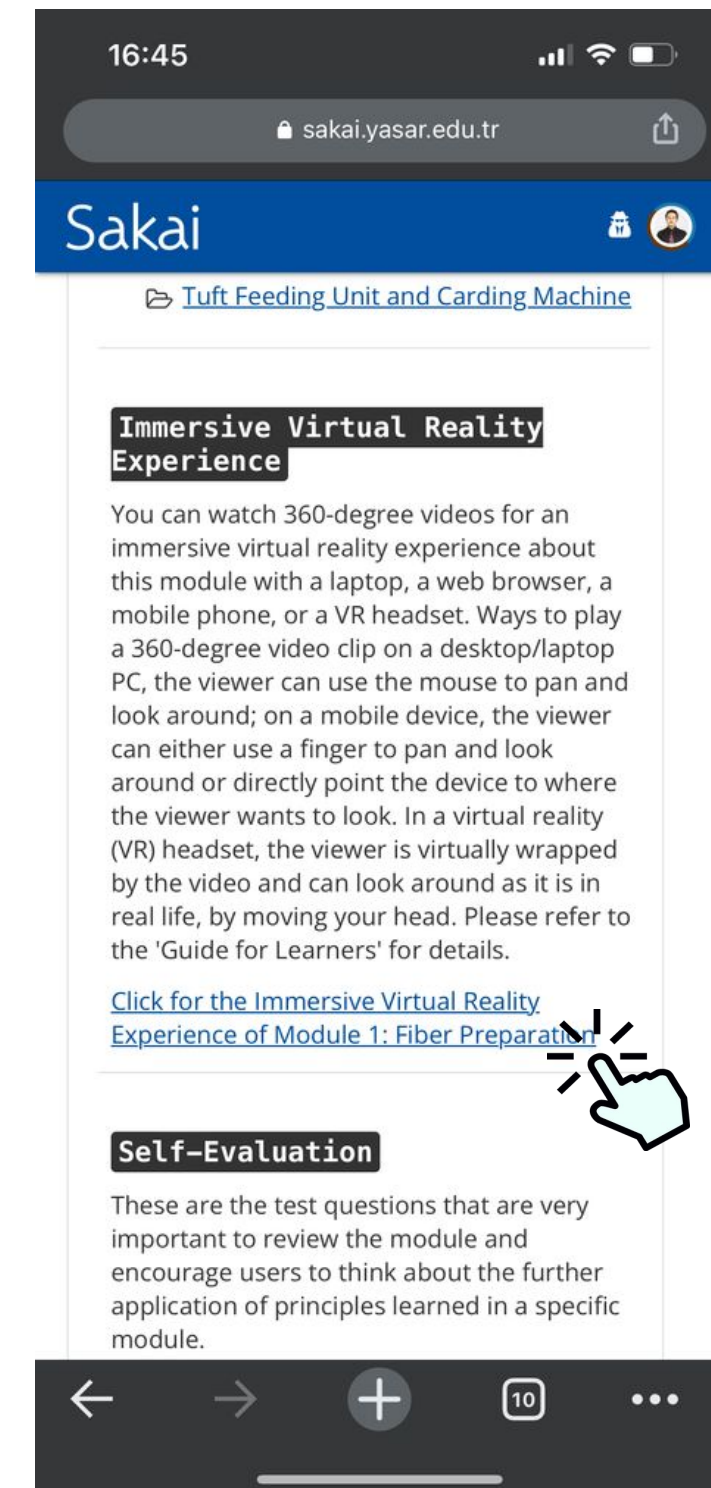 16:45
sakai.yasar.edu.tr
Sakai
Tuft Feeding Unit and Carding Machine
Immersive Virtual Reality
Experience
You can watch 360-degree videos for an
immersive virtual reality experience about
this module with a laptop, a web browser, a
mobile phone, or a VR headset. Ways to play
a 360-degree video clip on a desktop/laptop
PC, the viewer can use the mouse to pan and
look around; on a mobile device, the viewer
can either use a finger to pan and look
around or directly point the device to where
the viewer wants to look. In a virtual reality
(VR) headset, the viewer is virtually wrapped
by the video and can look around as it is in
real life, by moving your head. Please refer to
the 'Guide for Learners' for details.
Click for the Immersive Virtual Reality
Experience of Module 1: Fiber Preparation
Self-Evaluation
These are the test questions that are very
important to review the module and
encourage users to think about the further
application of principles learned in a specific
module.
10